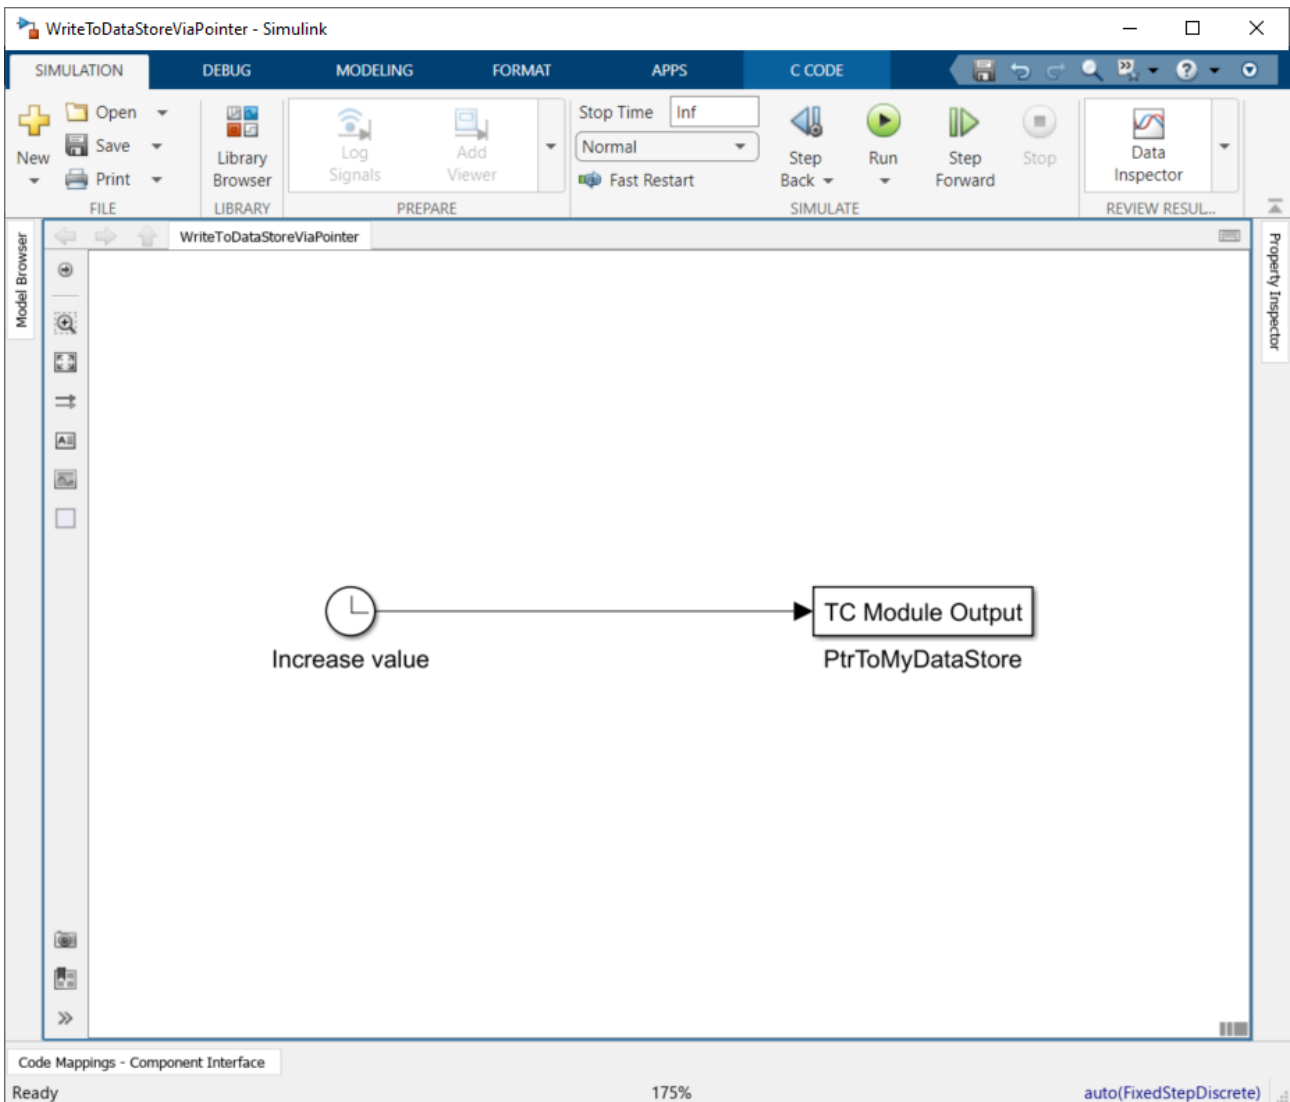 WriteToDataStoreViaPointer - Simulink
SIMULATION DEBUG MODELING FORMAT APPS C CODE
New
Open
Save
Print
FILE
Library
Browser
LIBRARY
Log
Signals
Add
Viewer
PREPARE
Stop Time Inf
Normal
Fast Restart
Step
Back
Run
Step
Forward
Stop
SIMULATE
Data
Inspector
REVIEW RESUL...
Model Browser
WriteToDataStoreViaPointer
Property Inspector
Increase value
TC Module Output
PtrToMyDataStore
Code Mappings - Component Interface
Ready 175% auto(FixedStepDiscrete)